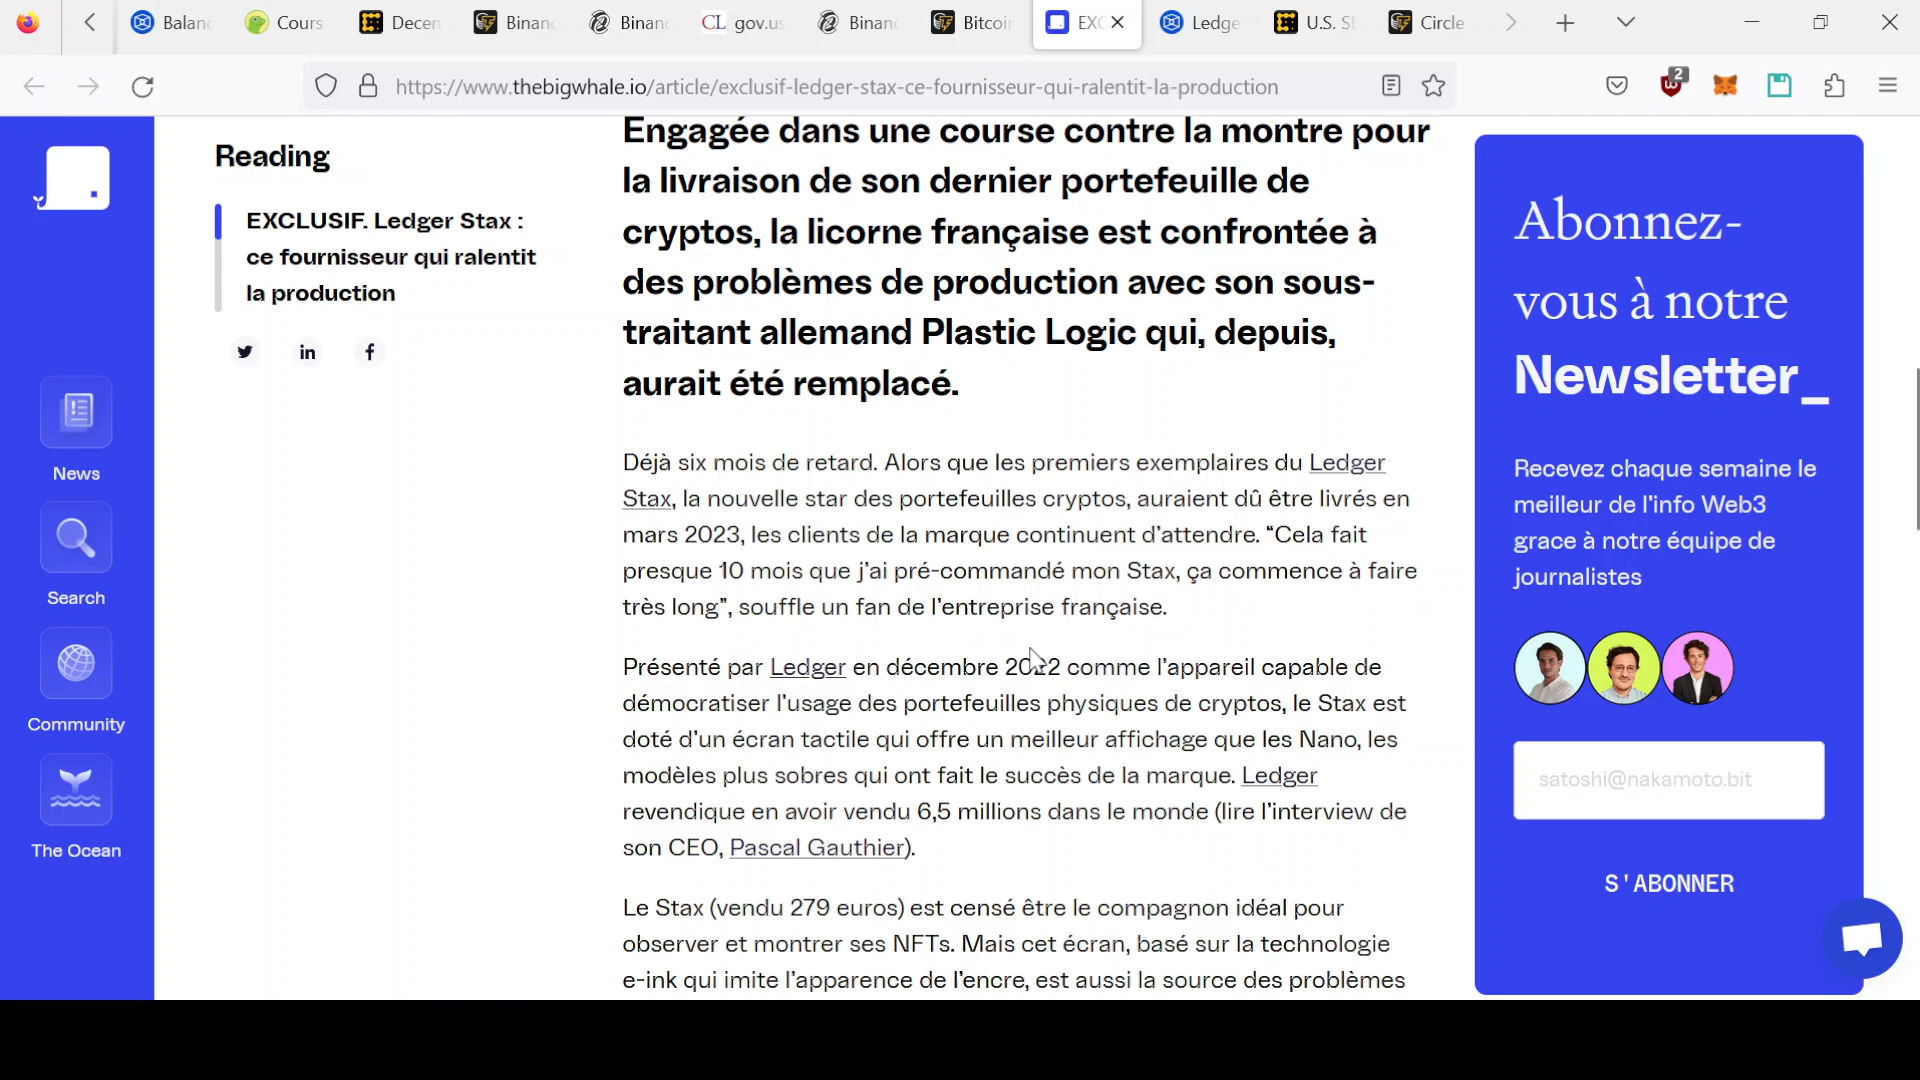 Balanc
Cours
Decen
Binanc
Binanc
gov.us
Binanc
Bitcoin
EXC
Ledge
U.S. S
Circle
https://www.thebigwhale.io/article/exclusif-ledger-stax-ce-fournisseur-qui-ralentit-la-production
2
News
Search
Community
The Ocean
Reading
EXCLUSIF. Ledger Stax :
ce fournisseur qui ralentit
la production
Engagée dans une course contre la montre pour
la livraison de son dernier portefeuille de
cryptos, la licorne française est confrontée à
des problèmes de production avec son sous-
traitant allemand Plastic Logic qui, depuis,
aurait été remplacé.
Déjà six mois de retard. Alors que les premiers exemplaires du Ledger
Stax, la nouvelle star des portefeuilles cryptos, auraient dû être livrés en
mars 2023, les clients de la marque continuent d’attendre. “Cela fait
presque 10 mois que j’ai pré-commandé mon Stax, ça commence à faire
très long”, souffle un fan de l’entreprise française.
Présenté par Ledger en décembre 2022 comme l’appareil capable de
démocratiser l’usage des portefeuilles physiques de cryptos, le Stax est
doté d’un écran tactile qui offre un meilleur affichage que les Nano, les
modèles plus sobres qui ont fait le succès de la marque. Ledger
revendique en avoir vendu 6,5 millions dans le monde (lire l’interview de
son CEO, Pascal Gauthier).
Le Stax (vendu 279 euros) est censé être le compagnon idéal pour
observer et montrer ses NFTs. Mais cet écran, basé sur la technologie
e-ink qui imite l’apparence de l’encre, est aussi la source des problèmes
Abonnez-
vous à notre
Newsletter_
Recevez chaque semaine le
meilleur de l'info Web3
grace à notre équipe de
journalistes
satoshi@nakamoto.bit
S'ABONNER